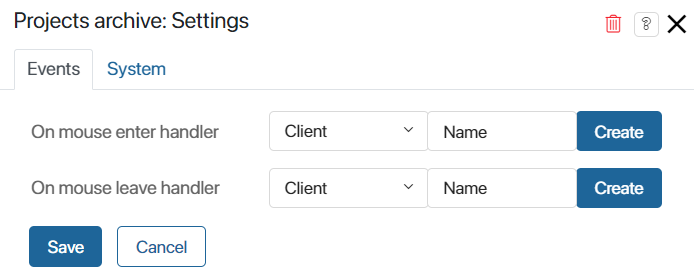 Projects archive: Settings
?
Events System
On mouse enter handler Client Name Create
On mouse leave handler Client Name Create
Save Cancel